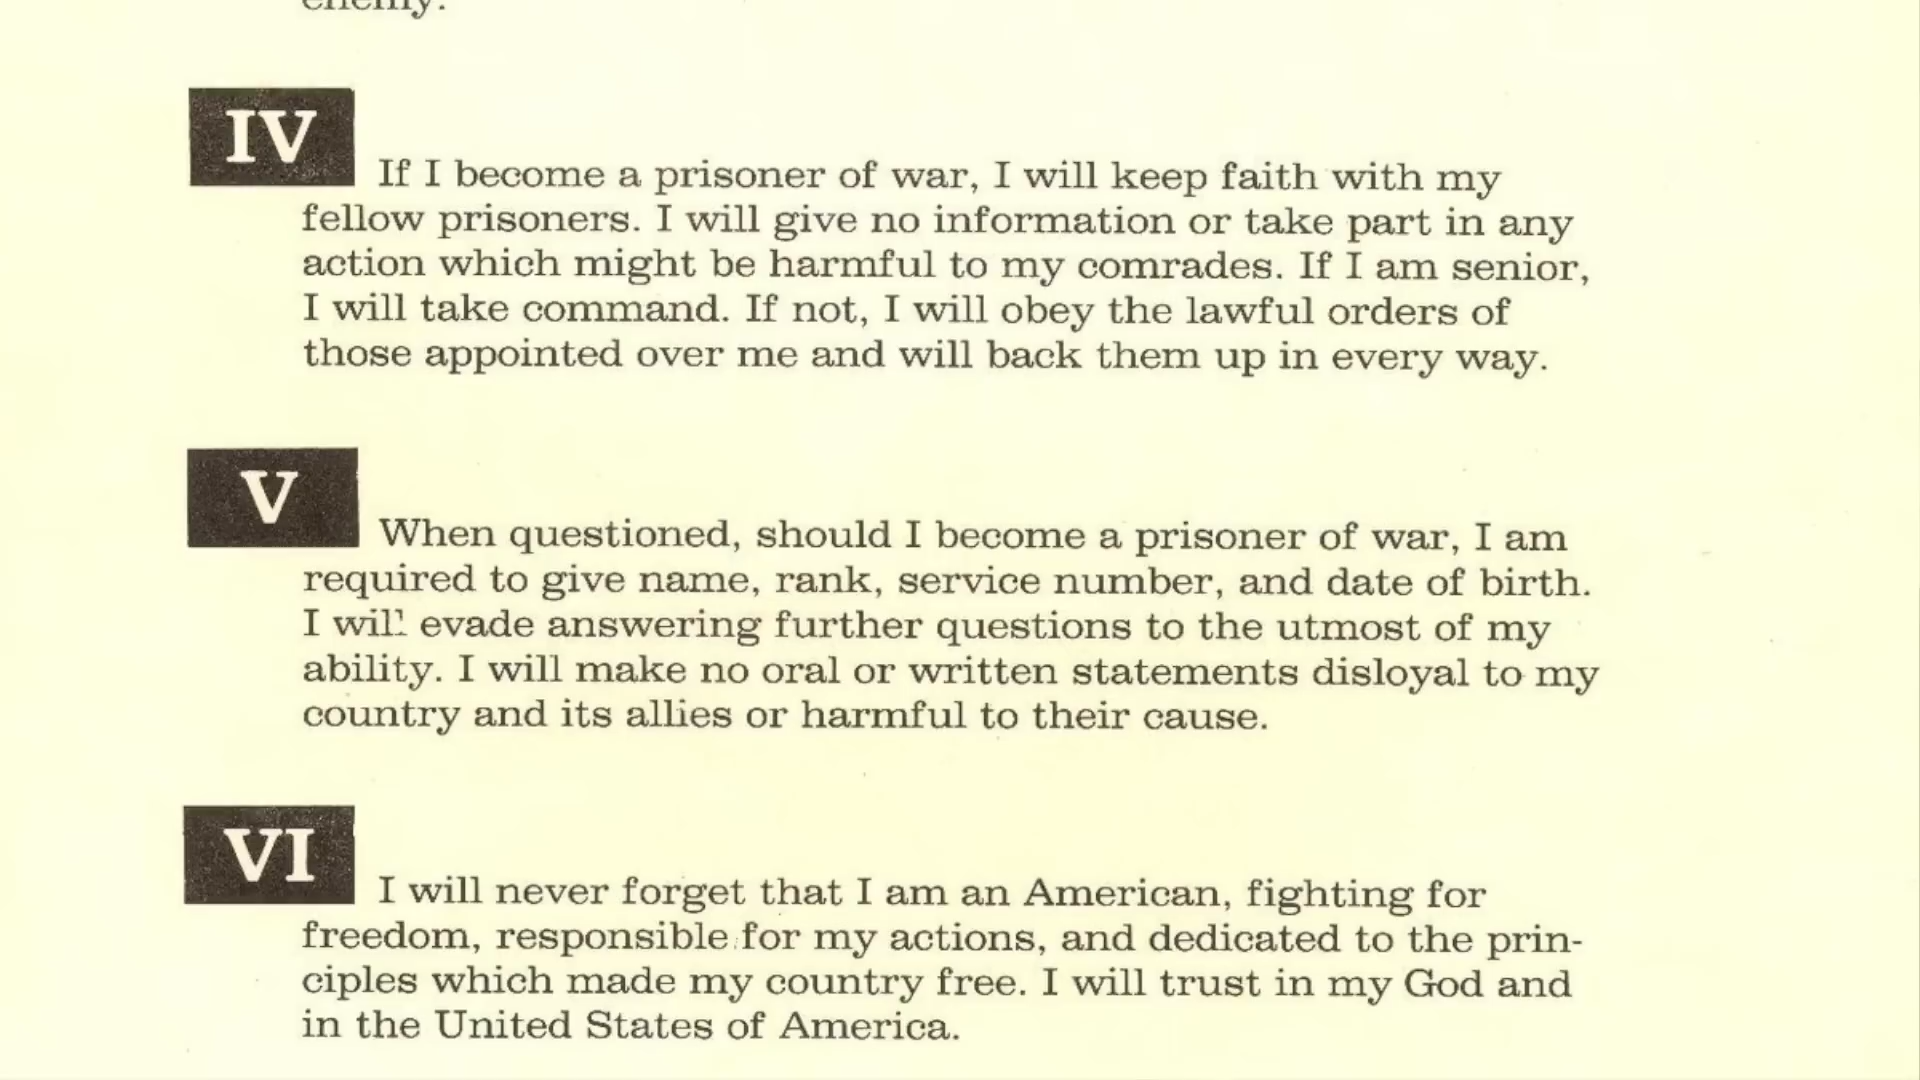 enemy.
IV
If I become a prisoner of war, I will keep faith with my
fellow prisoners. I will give no information or take part in any
action which might be harmful to my comrades. If I am senior,
I will take command. If not, I will obey the lawful orders of
those appointed over me and will back them up in every way.
V
When questioned, should I become a prisoner of war, I am
required to give name, rank, service number, and date of birth.
I will evade answering further questions to the utmost of my
ability. I will make no oral or written statements disloyal to my
country and its allies or harmful to their cause.
VI
I will never forget that I am an American, fighting for
freedom, responsible for my actions, and dedicated to the prin-
ciples which made my country free. I will trust in my God and
in the United States of America.